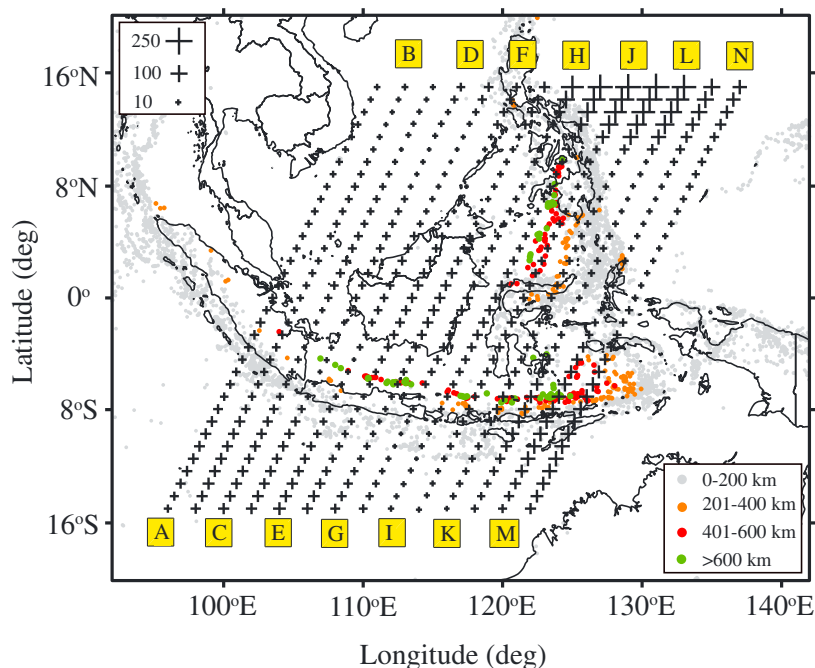 250
100
10
B D F H J L N
16°N
8°N
0°
8°S
16°S
Latitude (deg)
0-200 km
201-400 km
401-600 km
>600 km
A C E G I K M
100°E 110°E 120°E 130°E 140°E
Longitude (deg)